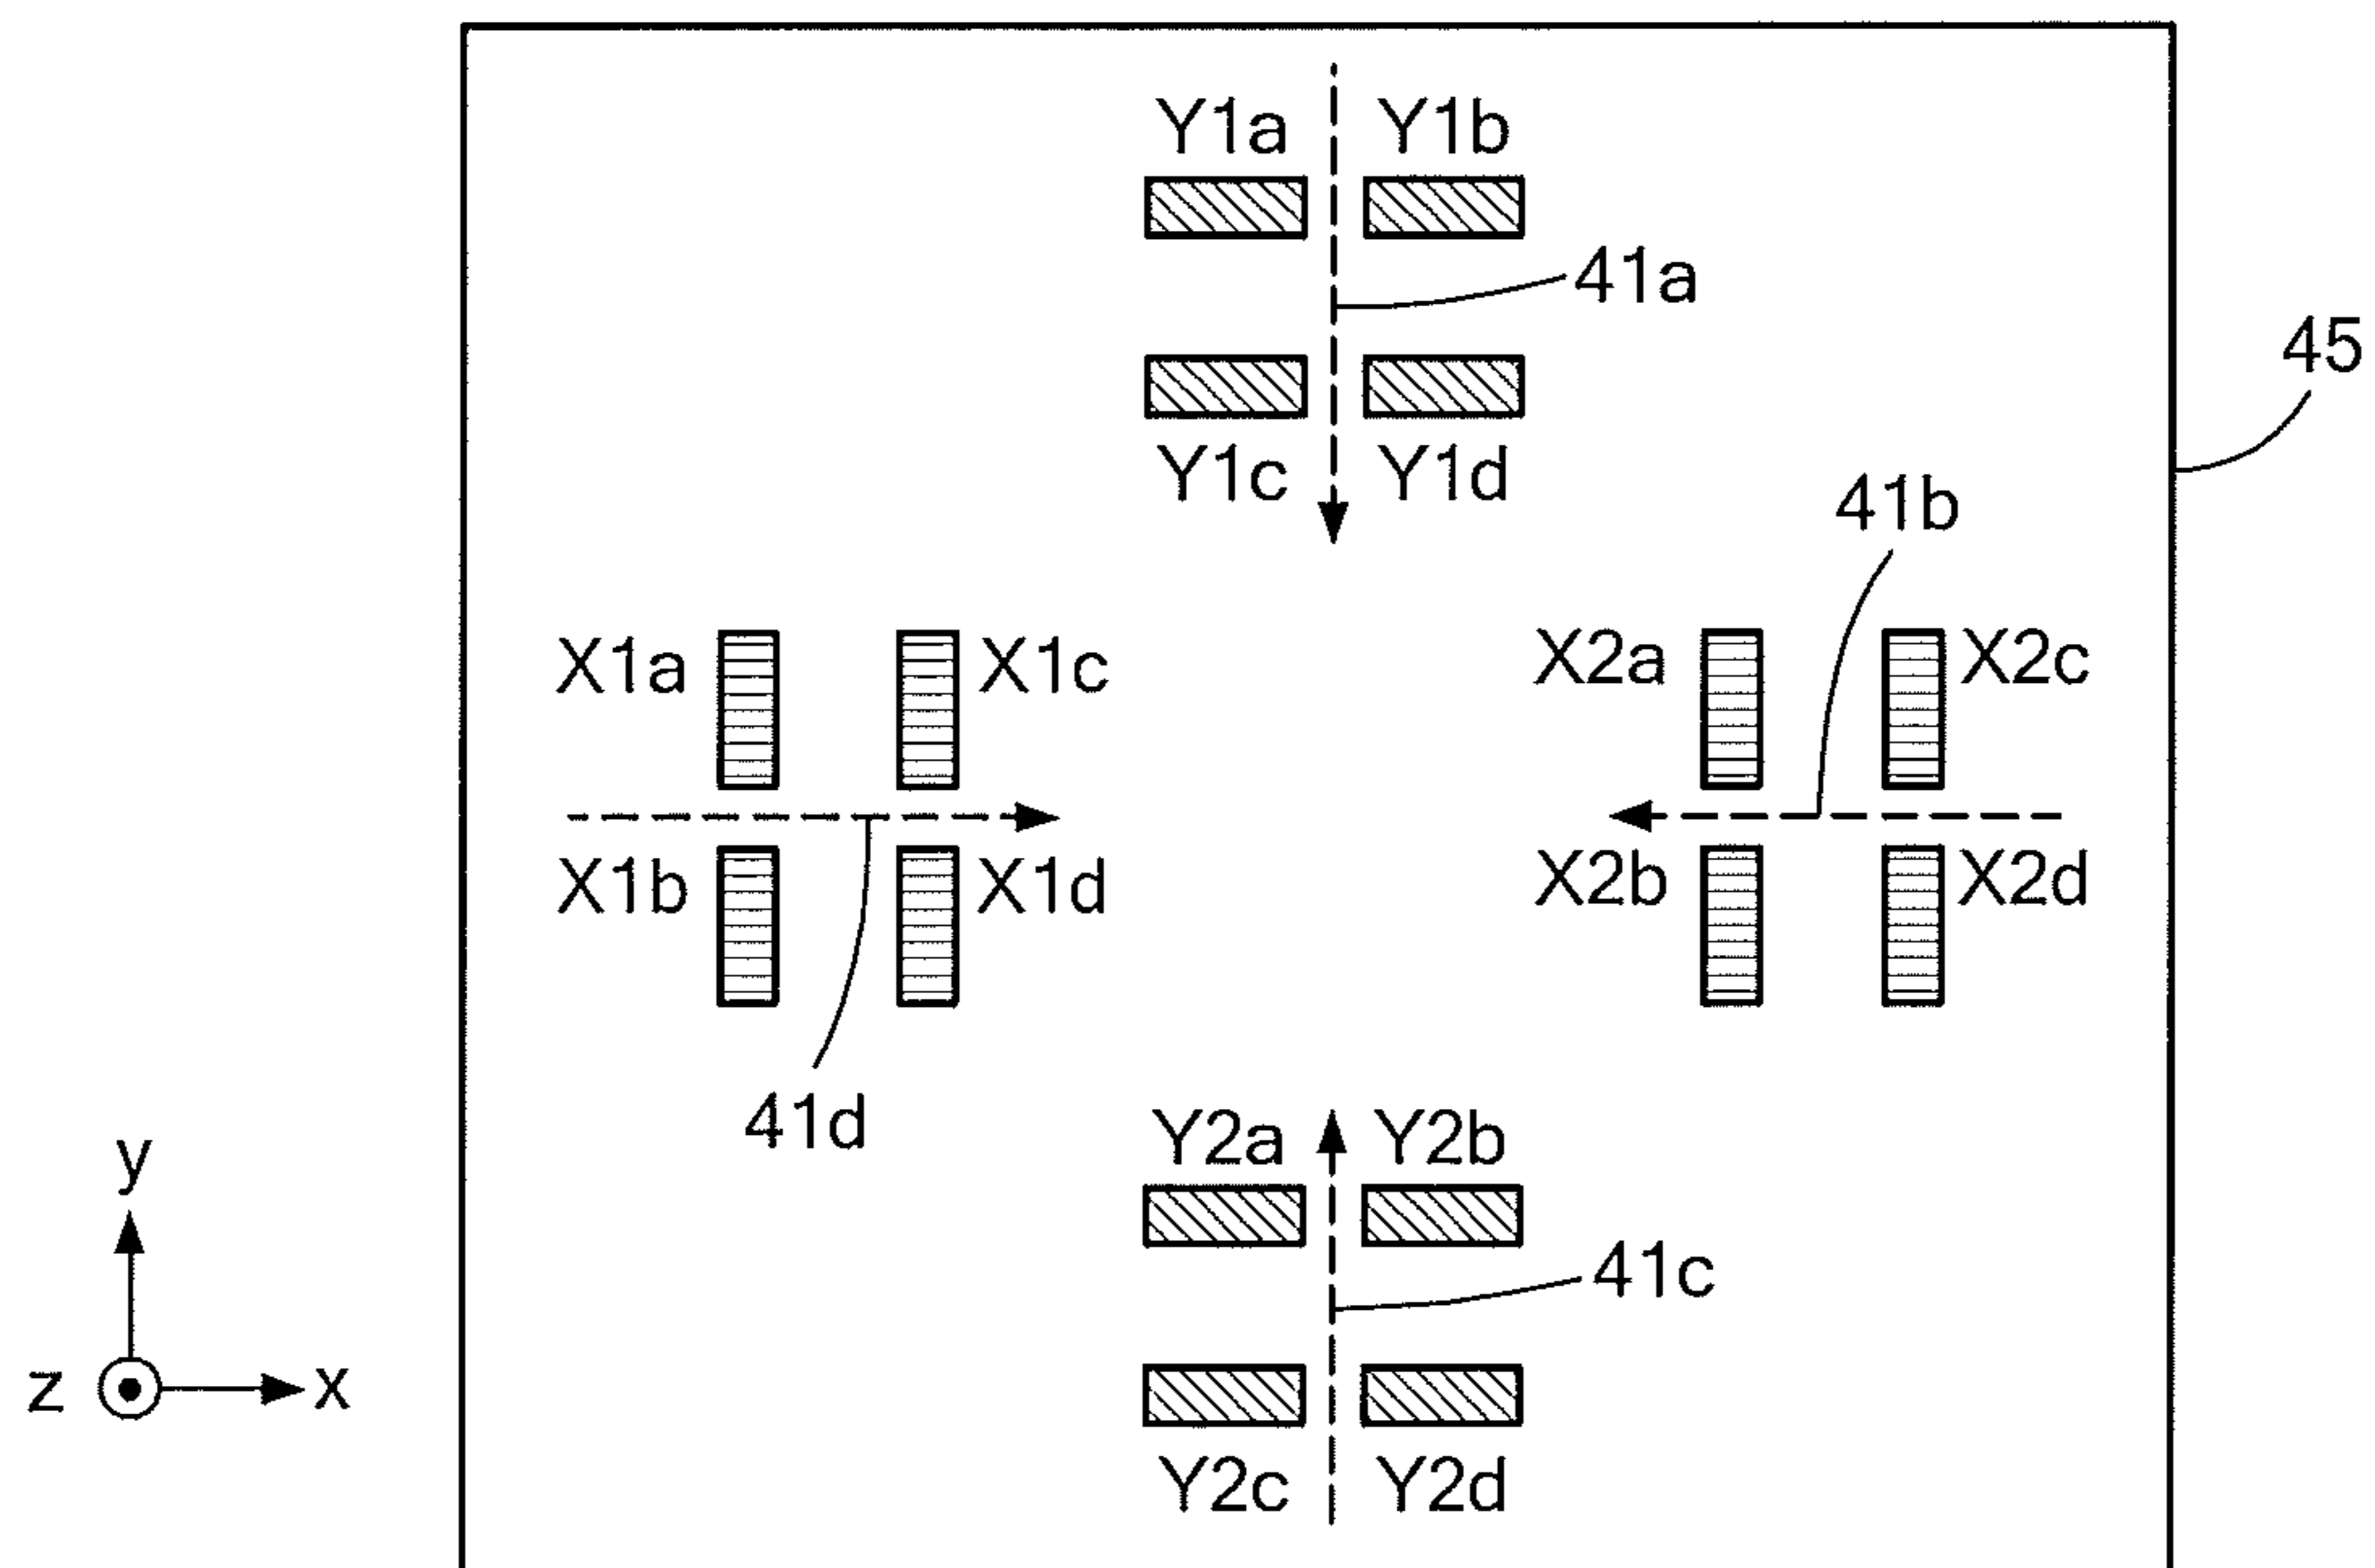 Y1a Y1b
41a
45
Y1c Y1d
41b
X1a X1c X2a X2c
X1b X1d X2b X2d
41d
Y2a Y2b
y
41c
z x
Y2c Y2d